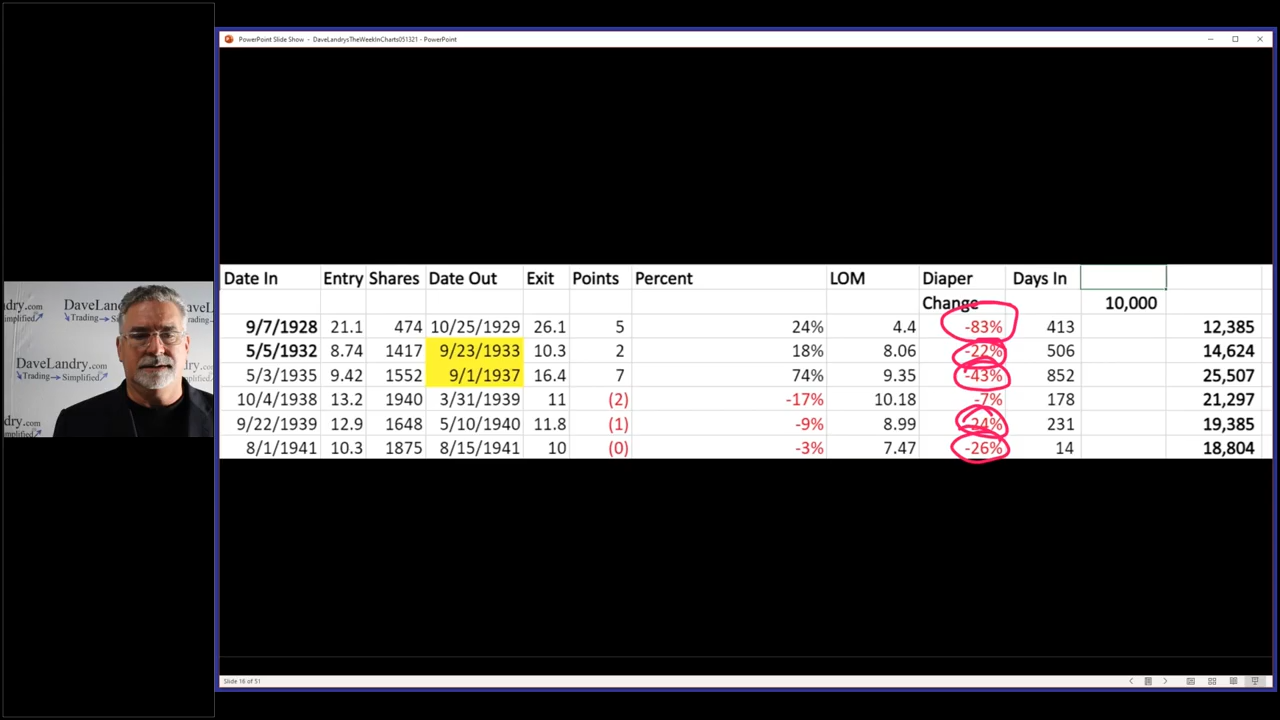 PowerPoint Slide Show - DaveLandrysTheWeekInCharts051321 - PowerPoint
Date In Entry Shares Date Out Exit Points Percent LOM Diaper Days In
Change 10,000
9/7/1928 21.1 474 10/25/1929 26.1 5 24% 4.4 -83% 413 12,385
5/5/1932 8.74 1417 9/23/1933 10.3 2 18% 8.06 -22% 506 14,624
5/3/1935 9.42 1552 9/1/1937 16.4 7 74% 9.35 -43% 852 25,507
10/4/1938 13.2 1940 3/31/1939 11 (2) -17% 10.18 -7% 178 21,297
9/22/1939 12.9 1648 5/10/1940 11.8 (1) -9% 8.99 -24% 231 19,385
8/1/1941 10.3 1875 8/15/1941 10 (0) -3% 7.47 -26% 14 18,804
dry.com DaveLand
Trading Sim
DaveLandry.com
Trading Simplified
Slide 16 of 51